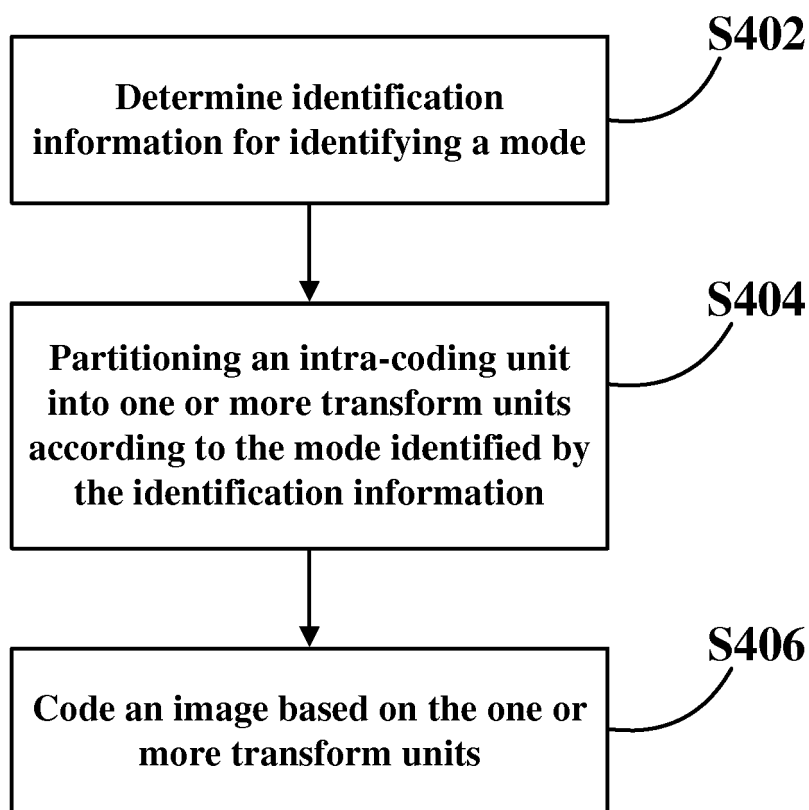 S402
Determine identification
information for identifying a mode
S404
Partitioning an intra-coding unit
into one or more transform units
according to the mode identified by
the identification information
S406
Code an image based on the one or
more transform units